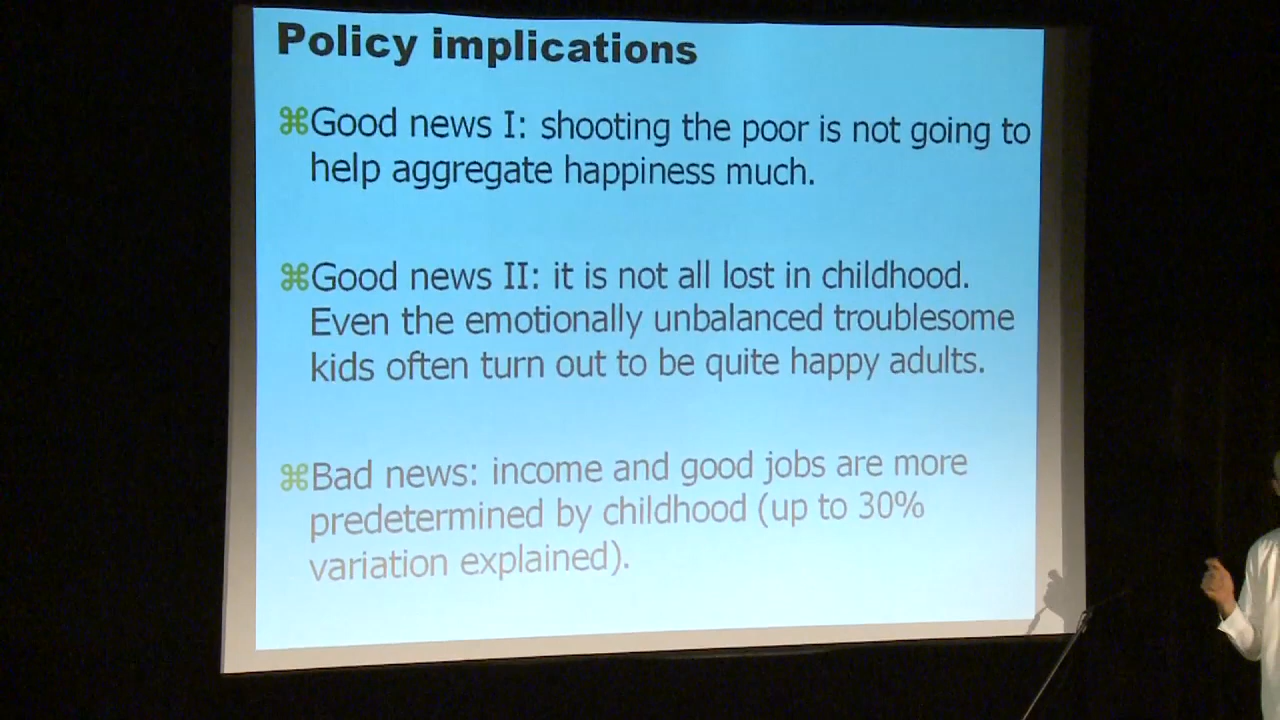 Policy implications
⌘Good news I: shooting the poor is not going to
help aggregate happiness much.
⌘Good news II: it is not all lost in childhood.
Even the emotionally unbalanced troublesome
kids often turn out to be quite happy adults.
⌘Bad news: income and good jobs are more
predetermined by childhood (up to 30%
variation explained).